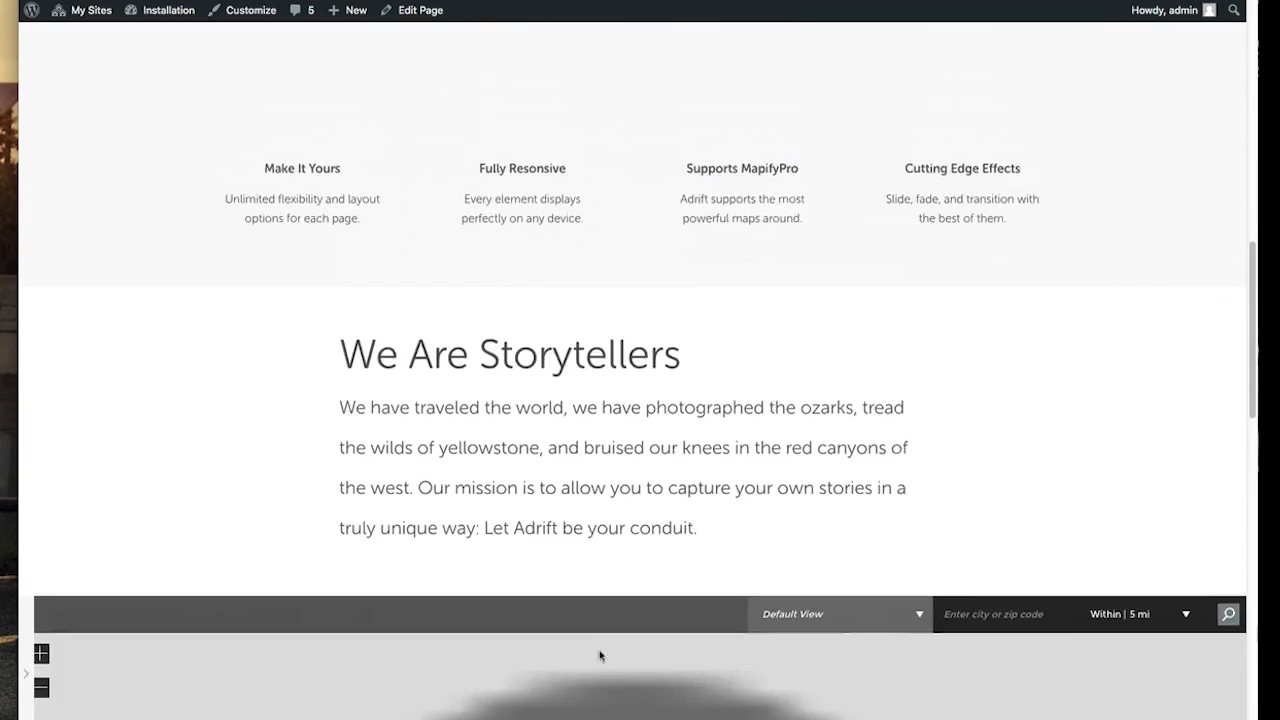 My Sites Installation Customize 5 New Edit Page Howdy, admin
Make It Yours
Unlimited flexibility and layout
options for each page.
Fully Resonsive
Every element displays
perfectly on any device.
Supports MapifyPro
Adrift supports the most
powerful maps around.
Cutting Edge Effects
Slide, fade, and transition with
the best of them.
We Are Storytellers
We have traveled the world, we have photographed the ozarks, tread
the wilds of yellowstone, and bruised our knees in the red canyons of
the west. Our mission is to allow you to capture your own stories in a
truly unique way: Let Adrift be your conduit.
Default View Enter city or zip code Within | 5 mi